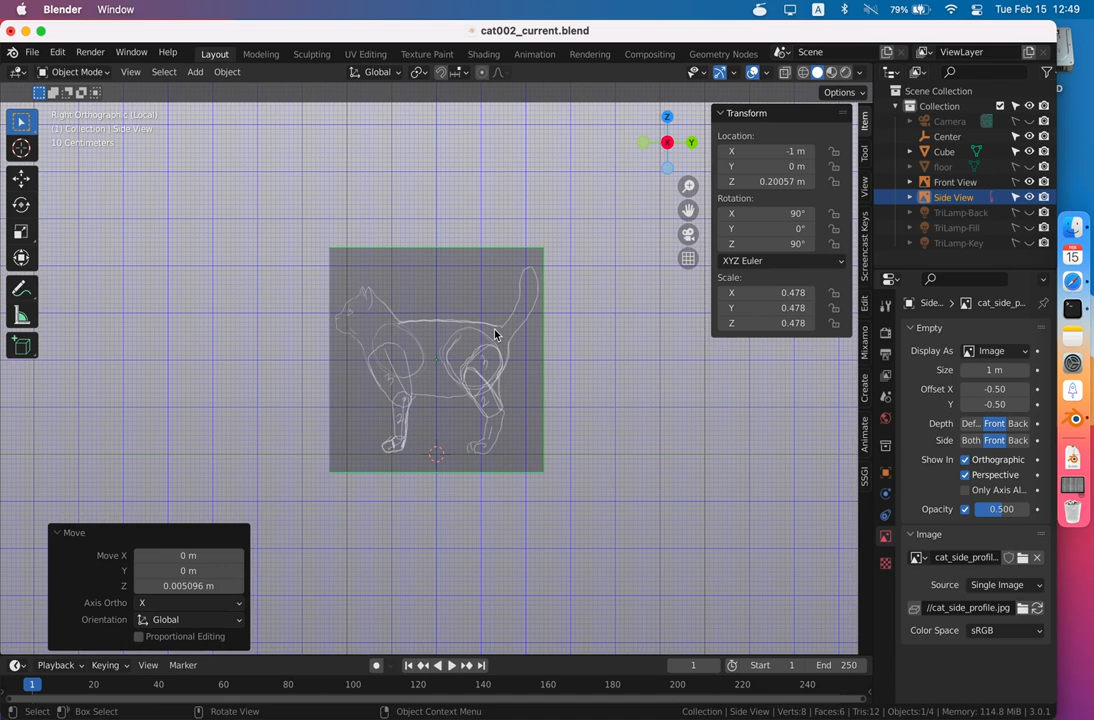 Blender Window
A 79% Tue Feb 15 12:49
cat002_current.blend
File Edit Render Window Help Layout Modeling Sculpting UV Editing Texture Paint Shading Animation Rendering Compositing Geometry Nodes Scene ViewLayer
Object Mode View Select Add Object Global
Options
Right Orthographic (Local)
(1) Collection | Side View
10 Centimeters
Z
X
Y
Transform
Location:
X -1 m
Y 0 m
Z 0.20057 m
Rotation:
X 90°
Y 0°
Z 90°
XYZ Euler
Scale:
X 0.478
Y 0.478
Z 0.478
Item
Tool
View
Screencast Keys
Edit
Mixamo
Create
Animate
SSGI
Scene Collection
Collection
Camera
Center
Cube
floor
Front View
Side View
TriLamp-Back
TriLamp-Fill
TriLamp-Key
Side... cat_side_p...
Empty
Display As Image
Size 1 m
Offset X -0.50
Y -0.50
Depth Def... Front Back
Side Both Front Back
Show In Orthographic
Perspective
Only Axis Al...
Opacity 0.500
Image
cat_side_profil...
Source Single Image
//cat_side_profile.jpg
Color Space sRGB
FEB
15
Move
Move X 0 m
Y 0 m
Z 0.005096 m
Axis Ortho X
Orientation Global
Proportional Editing
Playback Keying View Marker 1 Start 1 End 250
1 20 40 60 80 100 120 140 160 180 200 220 240
Select Box Select Rotate View Object Context Menu Collection | Side View | Verts:8 | Faces:6 | Tris:12 | Objects:1/4 | Memory: 114.8 MiB | 3.0.1